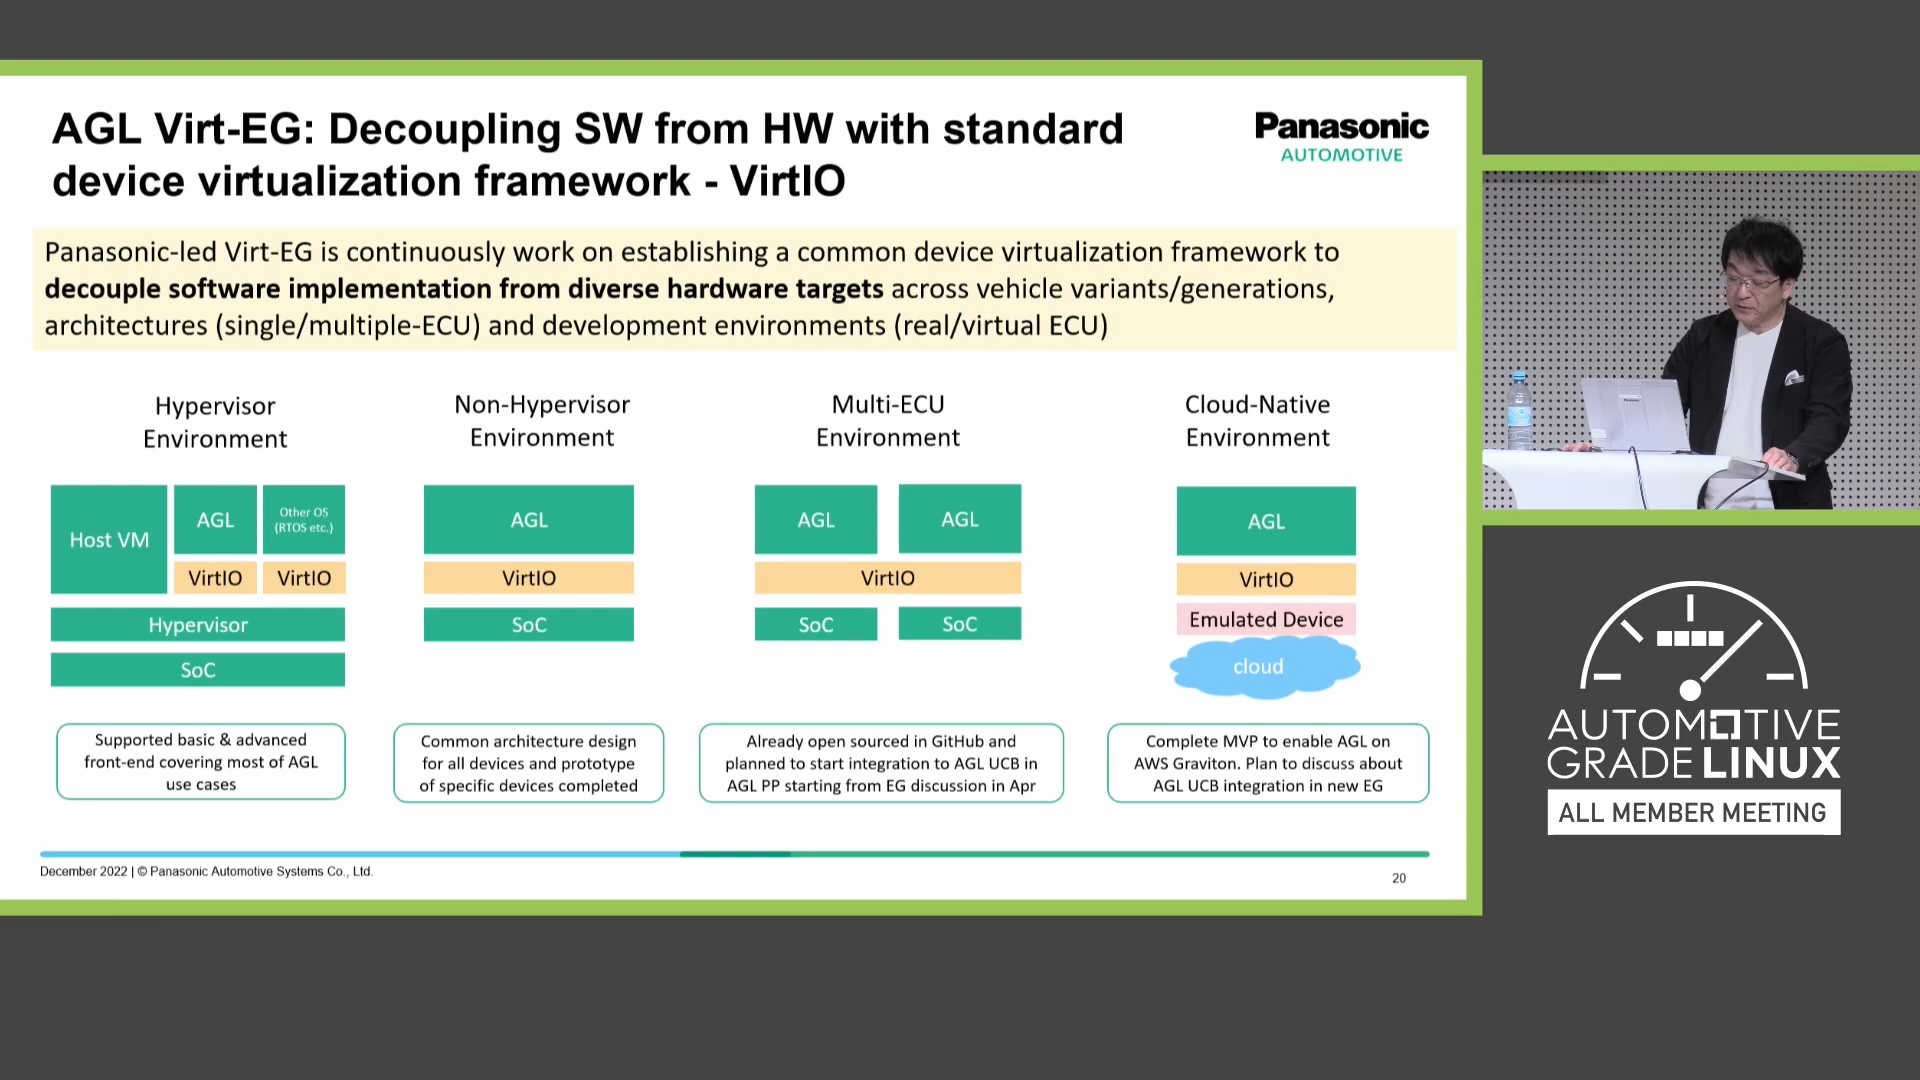 AGL Virt-EG: Decoupling SW from HW with standard
device virtualization framework - VirtIO
Panasonic
AUTOMOTIVE
Panasonic-led Virt-EG is continuously work on establishing a common device virtualization framework to
decouple software implementation from diverse hardware targets across vehicle variants/generations,
architectures (single/multiple-ECU) and development environments (real/virtual ECU)
Hypervisor
Environment
Host VM
AGL
Other OS
(RTOS etc.)
VirtIO
VirtIO
Hypervisor
SoC
Supported basic & advanced
front-end covering most of AGL
use cases
Non-Hypervisor
Environment
AGL
VirtIO
SoC
Common architecture design
for all devices and prototype
of specific devices completed
Multi-ECU
Environment
AGL
AGL
VirtIO
SoC
SoC
Already open sourced in GitHub and
planned to start integration to AGL UCB in
AGL PP starting from EG discussion in Apr
Cloud-Native
Environment
AGL
VirtIO
Emulated Device
cloud
Complete MVP to enable AGL on
AWS Graviton. Plan to discuss about
AGL UCB integration in new EG
December 2022 | © Panasonic Automotive Systems Co., Ltd.
20
AUTOMOTIVE
GRADE LINUX
ALL MEMBER MEETING